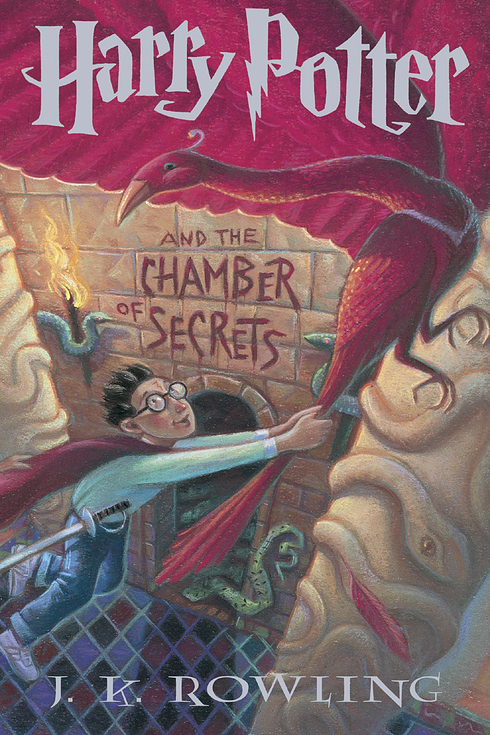 Harry Potter
AND THE
CHAMBER
OF SECRETS
J. K. ROWLING